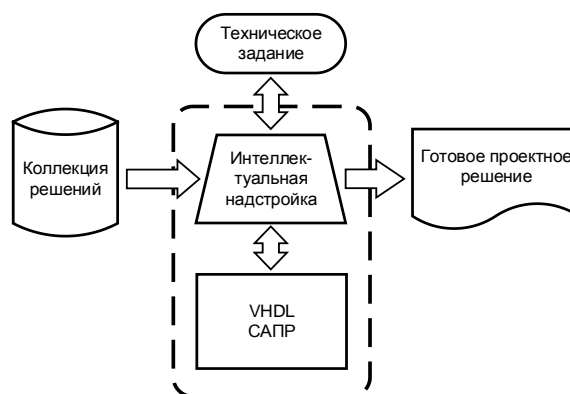 Техническое
задание
Коллекция
решений
Интеллек-
туальная
надстройка
Готовое проектное
решение
VHDL
САПР